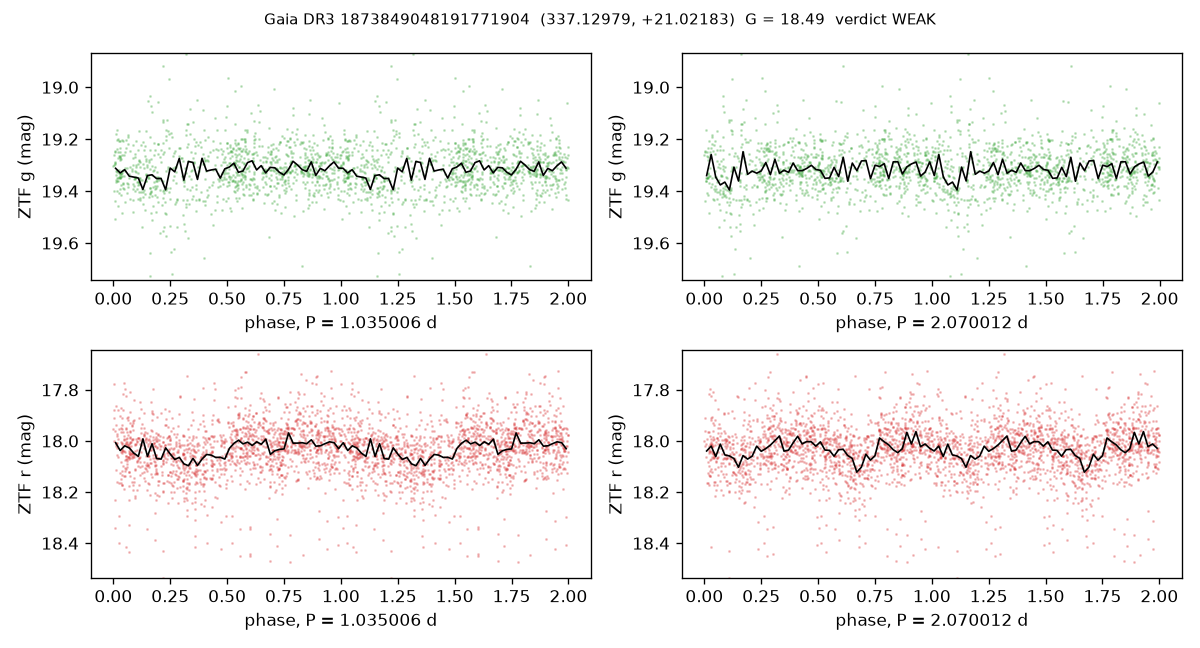 Gaia DR3 1873849048191771904 (337.12979, +21.02183) G = 18.49 verdict WEAK
ZTF g (mag)
19.0
19.2
19.4
19.6
0.00 0.25 0.50 0.75 1.00 1.25 1.50 1.75 2.00
phase, P = 1.035006 d
ZTF g (mag)
19.0
19.2
19.4
19.6
0.00 0.25 0.50 0.75 1.00 1.25 1.50 1.75 2.00
phase, P = 2.070012 d
ZTF r (mag)
17.8
18.0
18.2
18.4
0.00 0.25 0.50 0.75 1.00 1.25 1.50 1.75 2.00
phase, P = 1.035006 d
ZTF r (mag)
17.8
18.0
18.2
18.4
0.00 0.25 0.50 0.75 1.00 1.25 1.50 1.75 2.00
phase, P = 2.070012 d